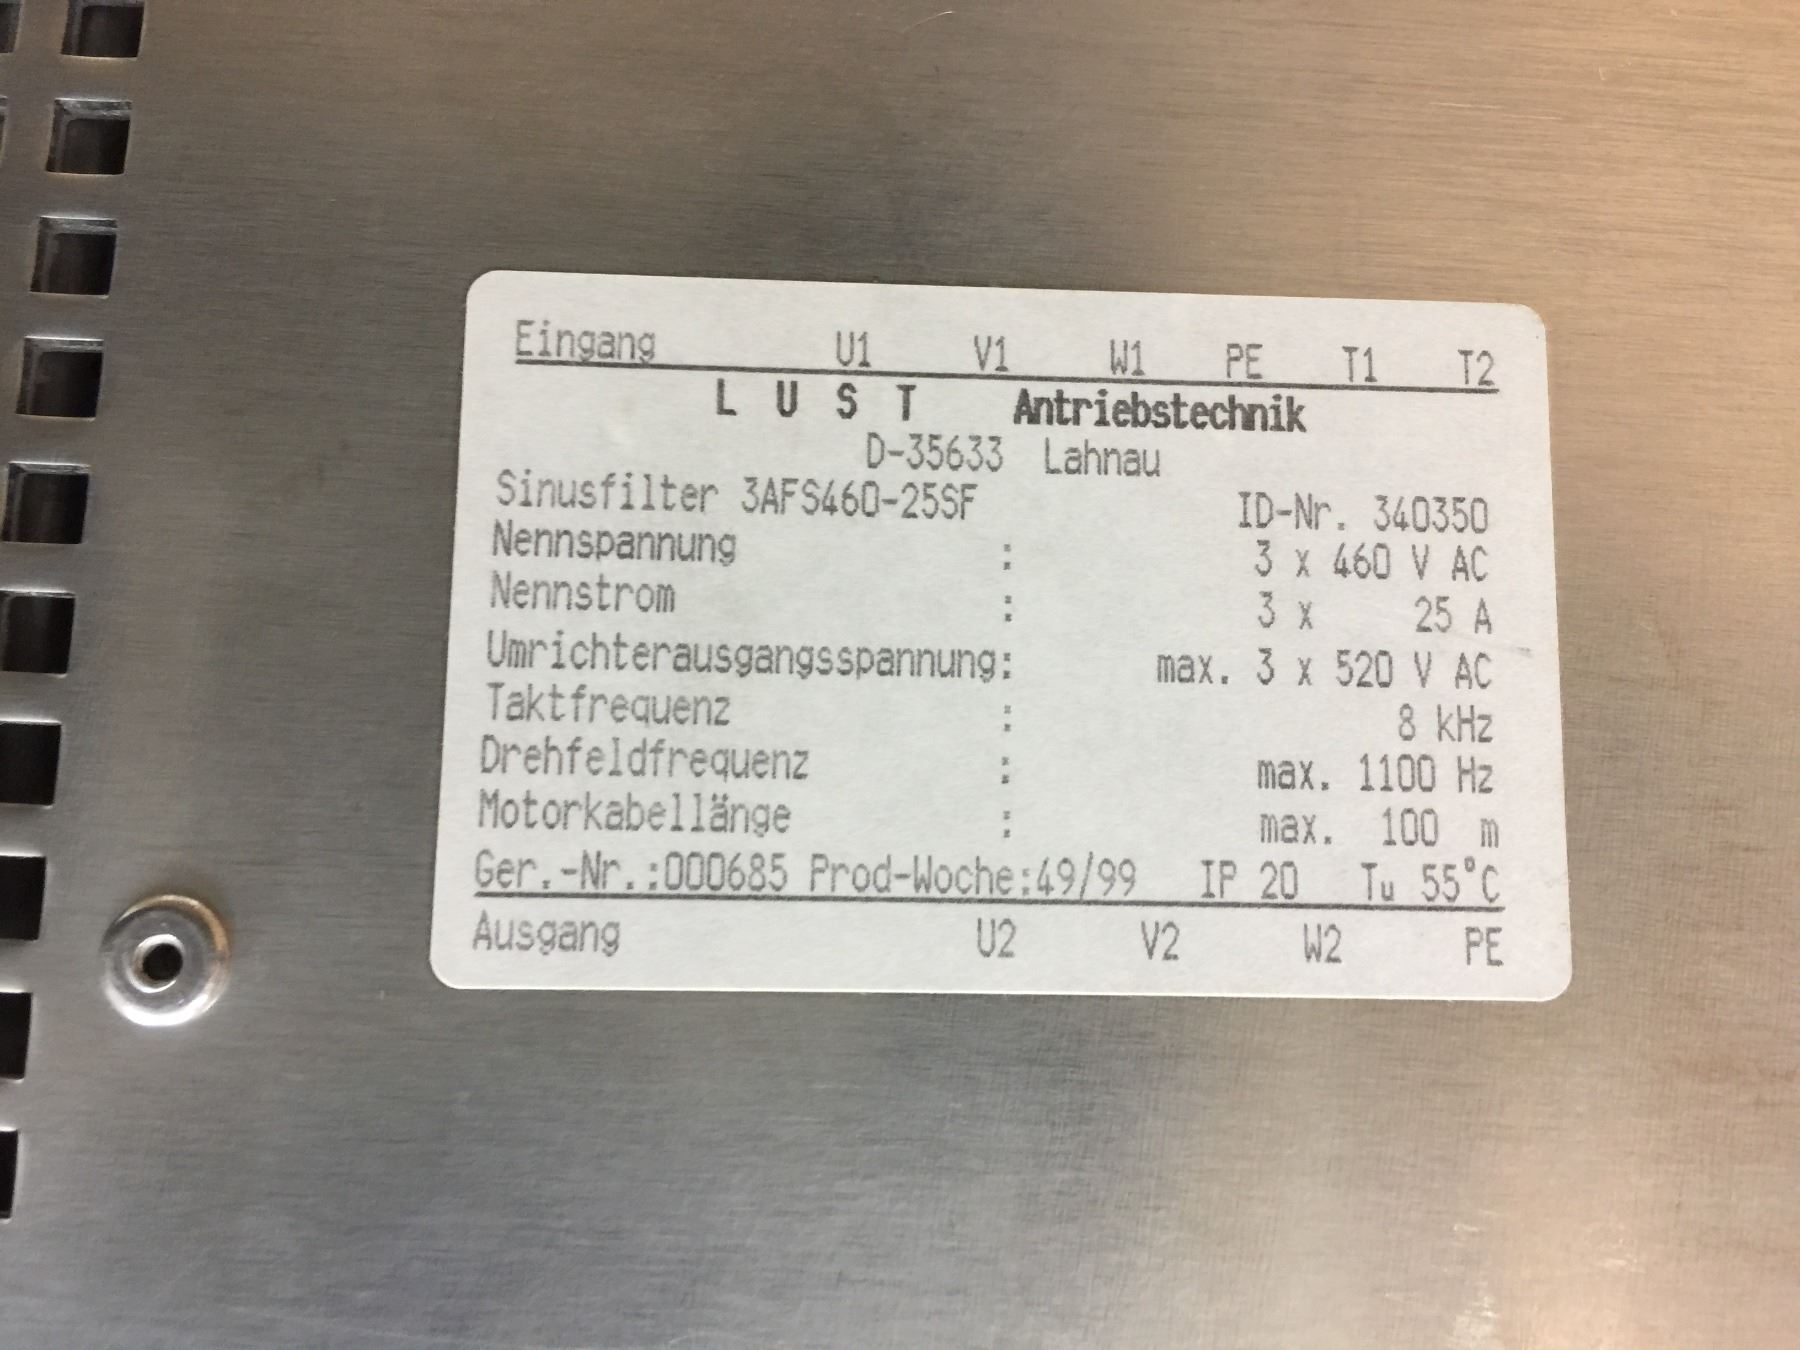 Eingang U1 V1 W1 PE T1 T2
L U S T Antriebstechnik
D-35633 Lahnau
Sinusfilter 3AFS460-25SF ID-Nr. 340350
Nennspannung : 3 x 460 V AC
Nennstrom : 3 x 25 A
Umrichterausgangsspannung: max. 3 x 520 V AC
Taktfrequenz : 8 kHz
Drehfeldfrequenz : max. 1100 Hz
Motorkabellänge : max. 100 m
Ger.-Nr.:000685 Prod-Woche:49/99 IP 20 Tu 55°C
Ausgang U2 V2 W2 PE